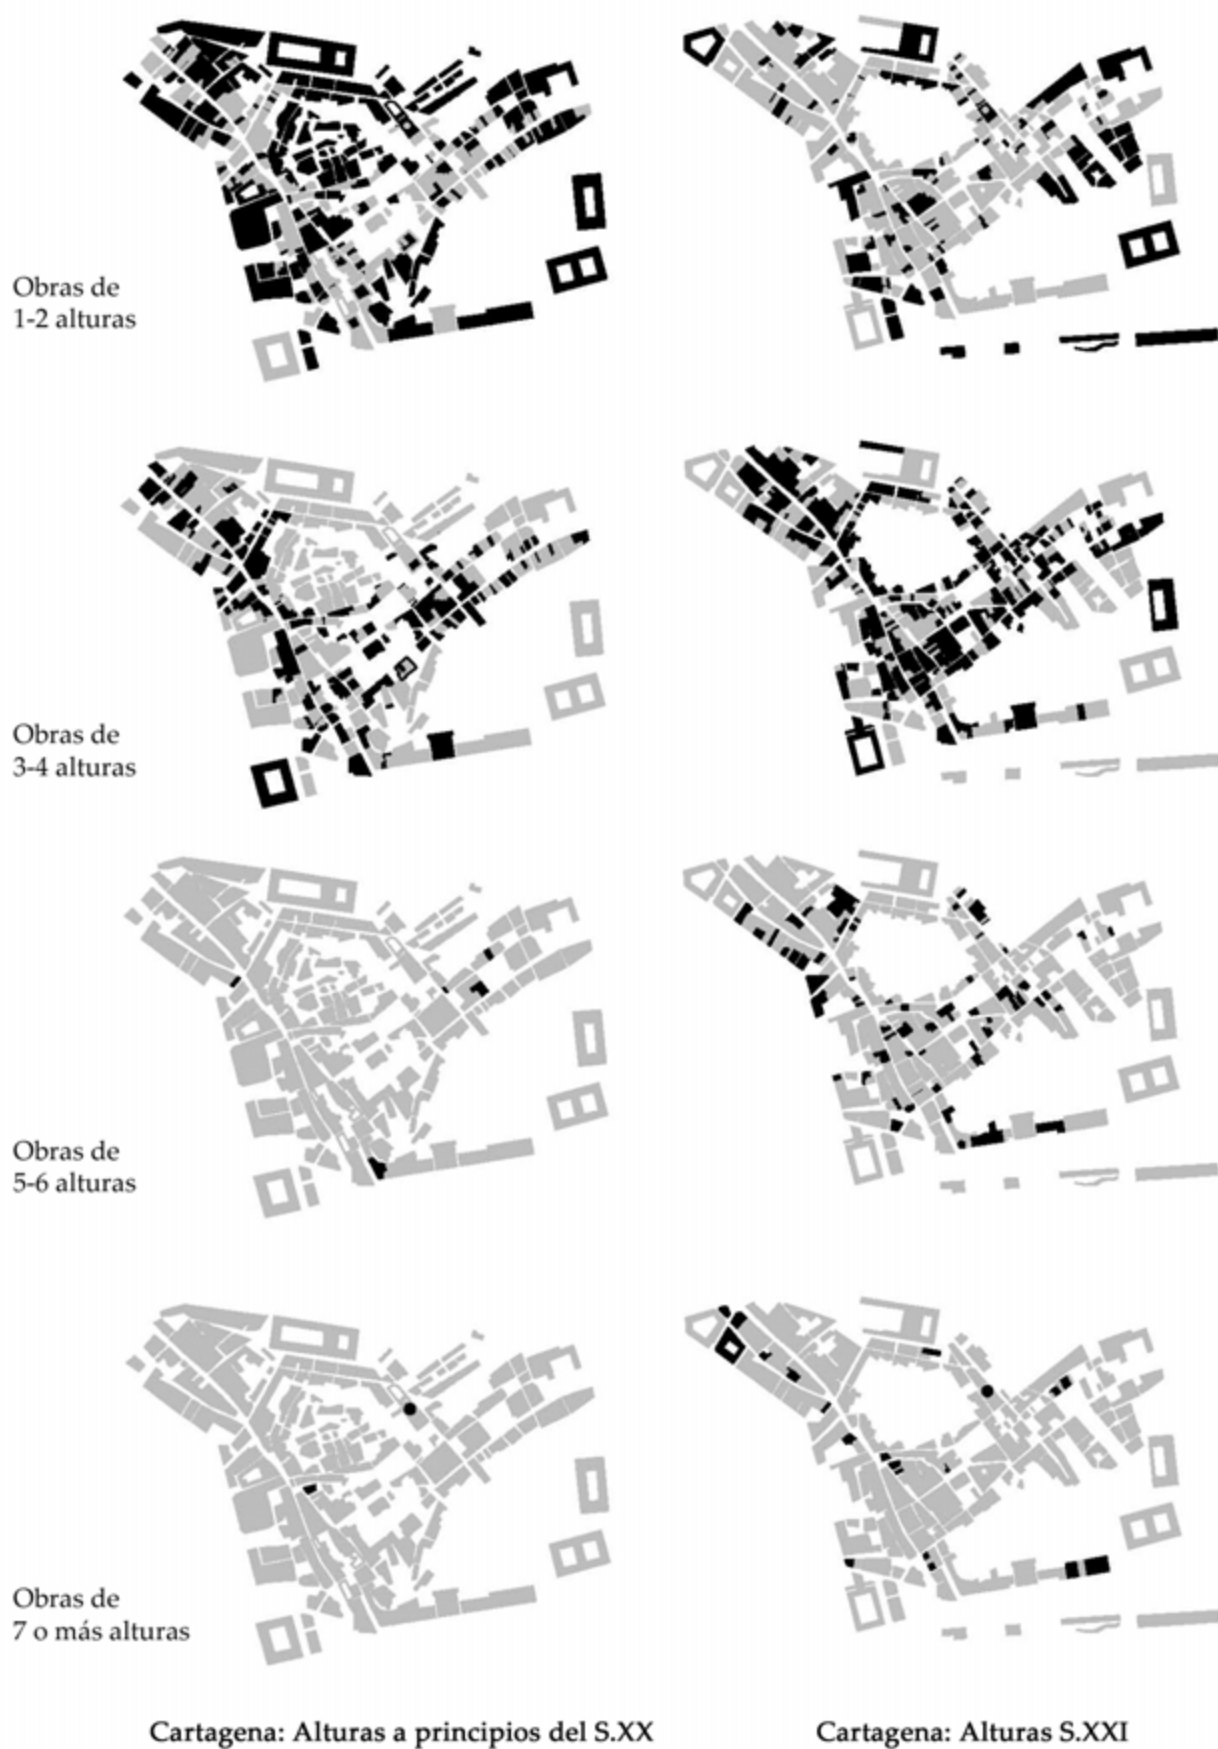 Obras de
1-2 alturas
Obras de
3-4 alturas
Obras de
5-6 alturas
Obras de
7 o más alturas
Cartagena: Alturas a principios del S.XX
Cartagena: Alturas S.XXI